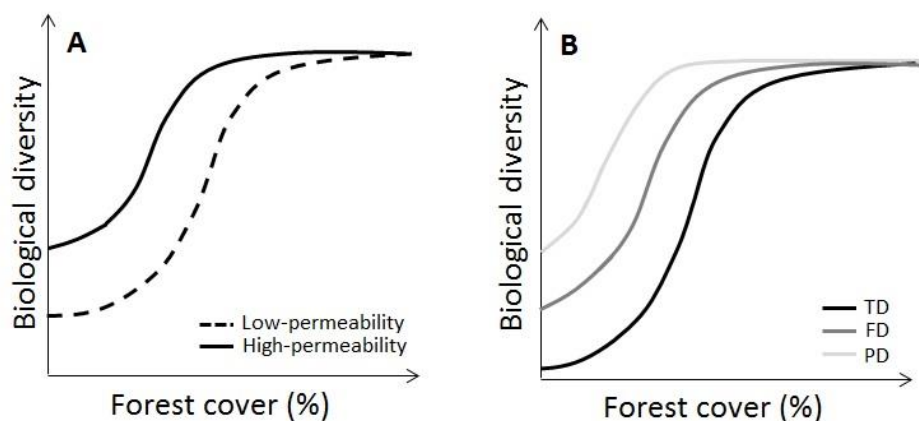 A
Biological diversity
Low-permeability
High-permeability
Forest cover (%)
B
Biological diversity
TD
FD
PD
Forest cover (%)